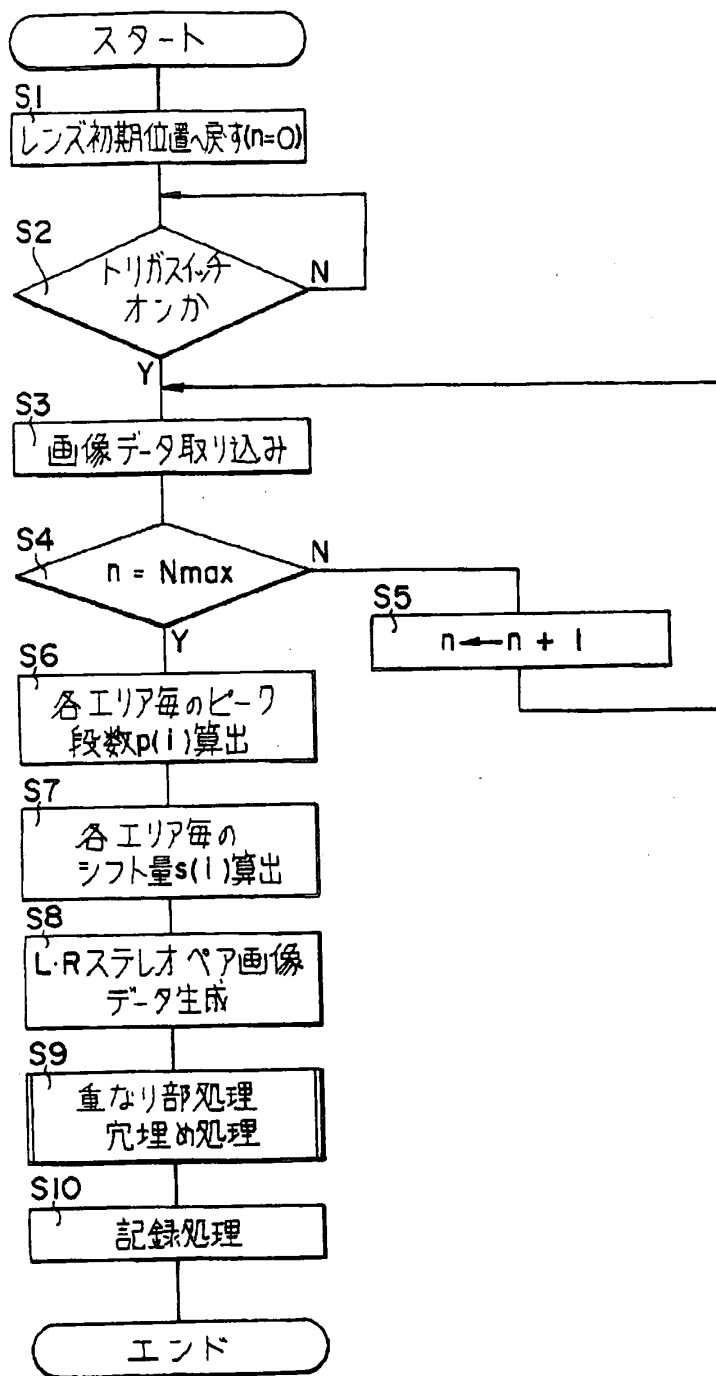 スタート
S1
レンズ初期位置へ戻す(n=0)
S2
トリガスイッチ
オンか
N
Y
S3
画像データ取り込み
S4
n = Nmax
N
Y
S5
n←n + 1
S6
各エリア毎のピーク
段数p(i)算出
S7
各エリア毎の
シフト量s(i)算出
S8
L·Rステレオペア画像
データ生成
S9
重なり部処理
穴埋め処理
S10
記録処理
エンド